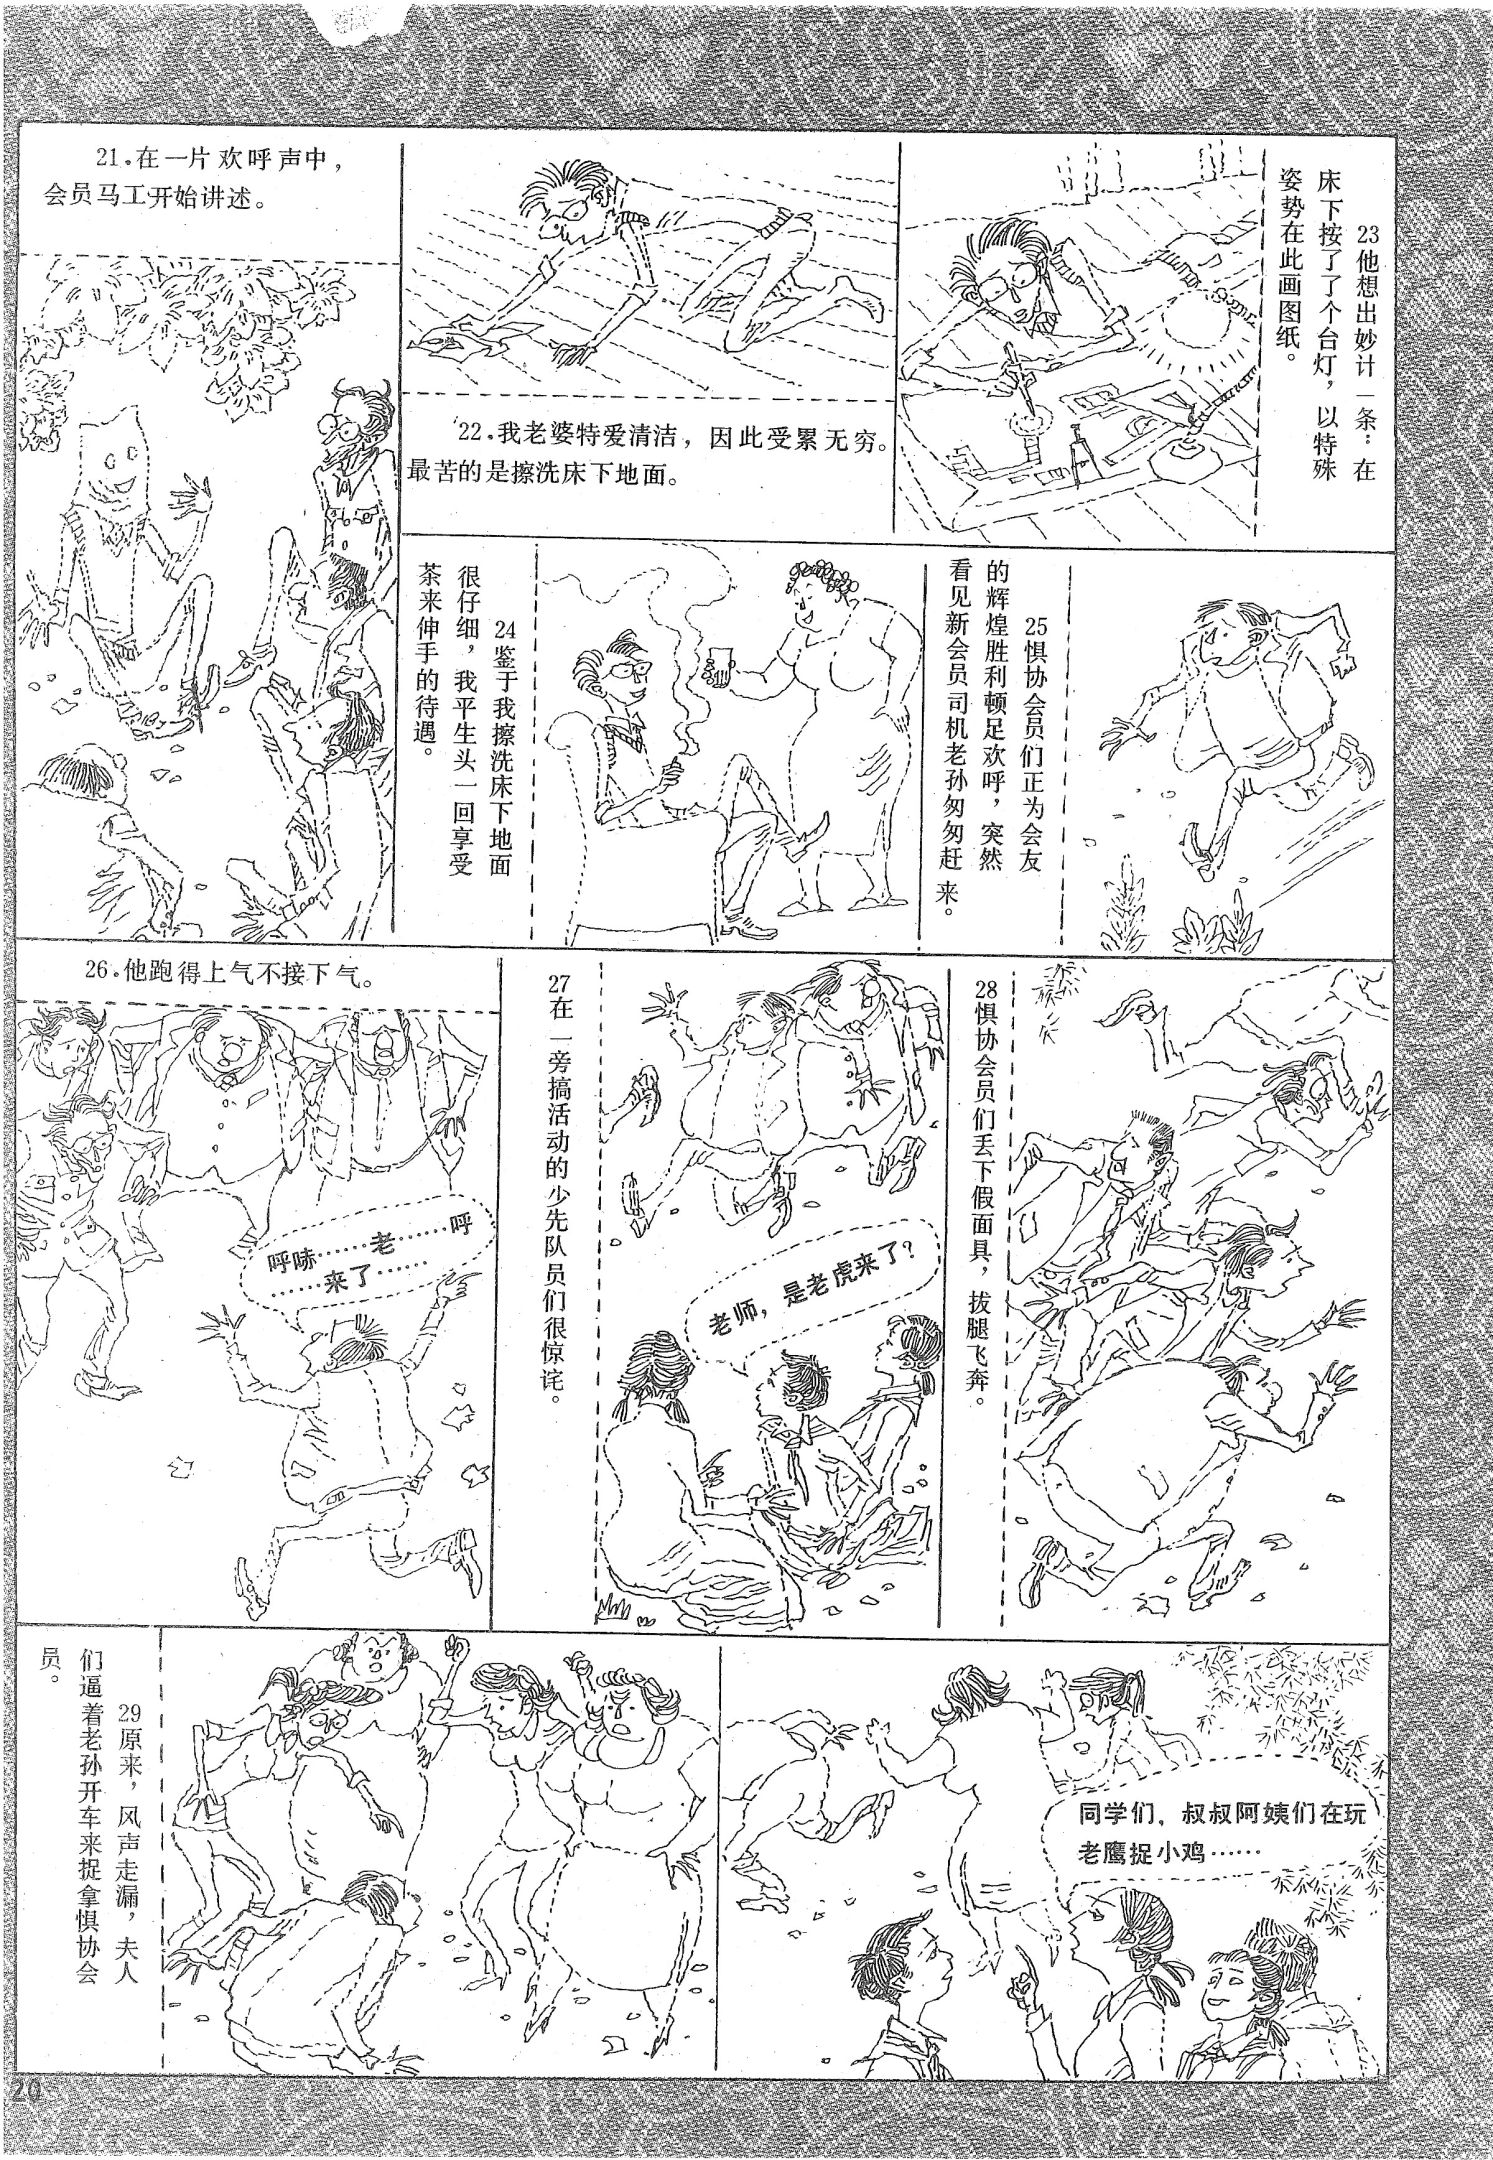 21.在一片欢呼声中，
会员马工开始讲述。
22.我老婆特爱清洁，因此受累无穷。
最苦的是擦洗床下地面。
23他想出妙计一条：在
床下按了了个台灯，以特殊
姿势在此画图纸。
24鉴于我擦洗床下地面
很仔细，我平生头一回享受
茶来伸手的待遇。
25惧协会员们正为会友
的辉煌胜利顿足欢呼，突然
看见新会员司机老孙匆匆赶来。
26.他跑得上气不接下气。
呼哧……老……呼
……来了……
27在一旁搞活动的少先队员们很惊诧。
老师，是老虎来了？
28惧协会员们丢下假面具，拔腿飞奔。
29原来，风声走漏，夫人
们逼着老孙开车来捉拿惧协会
员。
同学们，叔叔阿姨们在玩
老鹰捉小鸡……
20